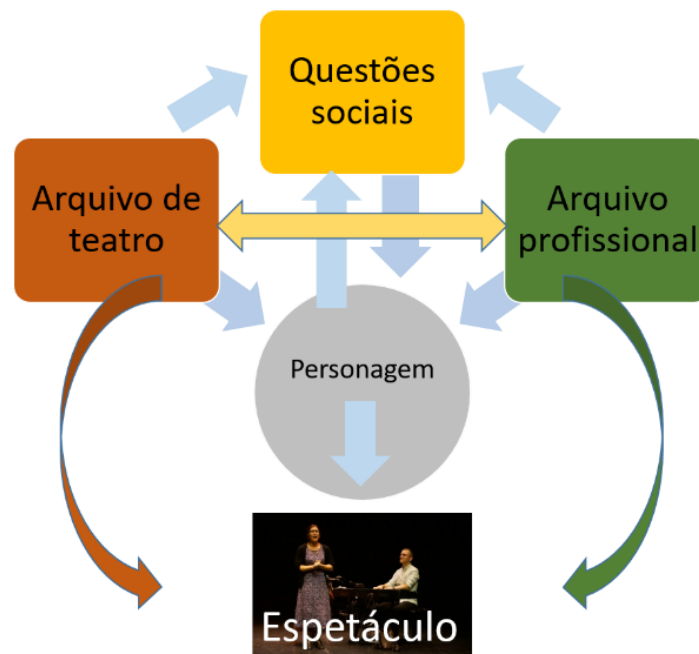 Questões
sociais
Arquivo de
teatro
Arquivo
profissional
Personagem
Espetáculo